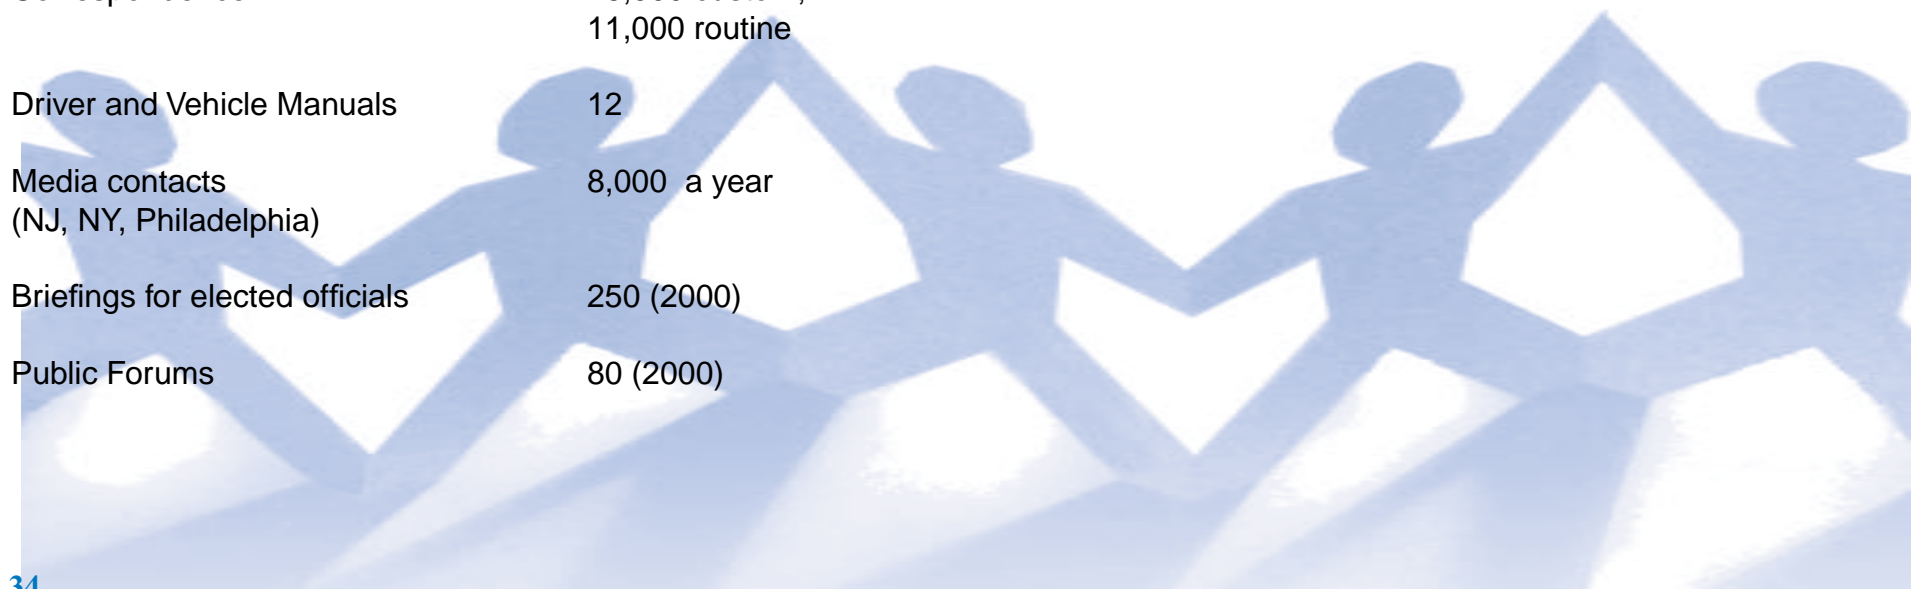 11,000 routine
Driver and Vehicle Manuals 12
Media contacts 8,000 a year
(NJ, NY, Philadelphia)
Briefings for elected officials 250 (2000)
Public Forums 80 (2000)
34